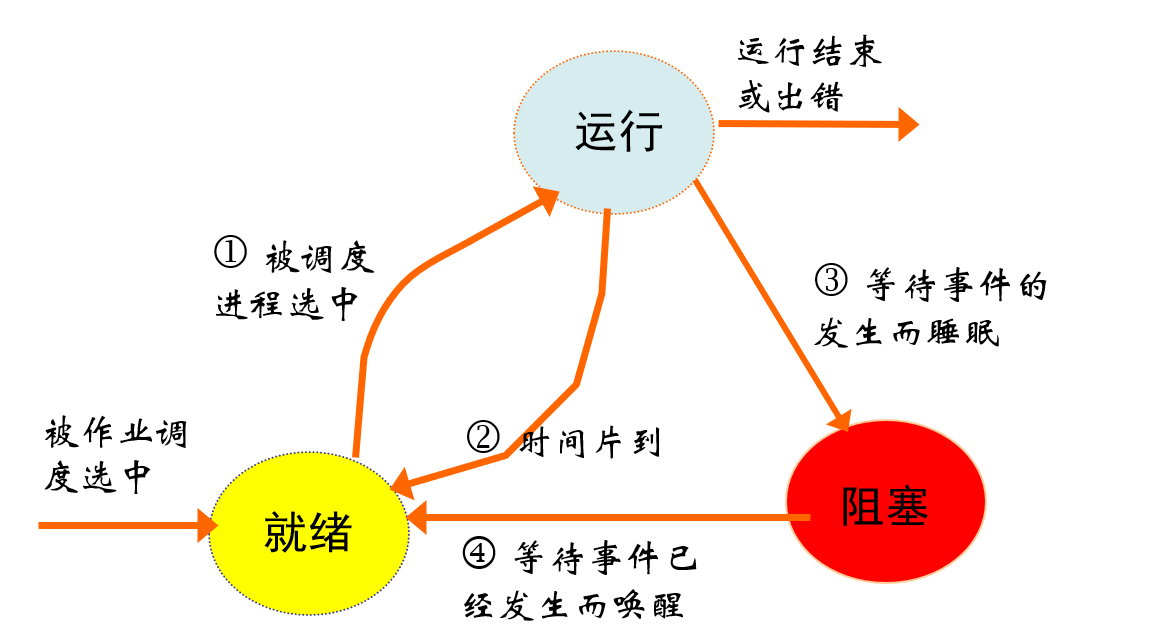 运行结束
或出错
运行
① 被调度
进程选中
③ 等待事件的
发生而睡眠
② 时间片到
被作业调
度选中
就绪
阻塞
④ 等待事件已
经发生而唤醒